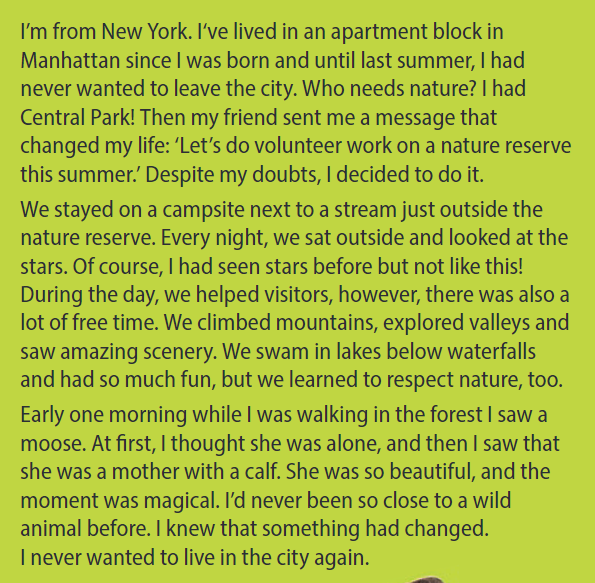 I’m from New York. I‘ve lived in an apartment block in
Manhattan since I was born and until last summer, I had
never wanted to leave the city. Who needs nature? I had
Central Park! Then my friend sent me a message that
changed my life: ‘Let’s do volunteer work on a nature reserve
this summer.’ Despite my doubts, I decided to do it.
We stayed on a campsite next to a stream just outside the
nature reserve. Every night, we sat outside and looked at the
stars. Of course, I had seen stars before but not like this!
During the day, we helped visitors, however, there was also a
lot of free time. We climbed mountains, explored valleys and
saw amazing scenery. We swam in lakes below waterfalls
and had so much fun, but we learned to respect nature, too.
Early one morning while I was walking in the forest I saw a
moose. At first, I thought she was alone, and then I saw that
she was a mother with a calf. She was so beautiful, and the
moment was magical. I’d never been so close to a wild
animal before. I knew that something had changed.
I never wanted to live in the city again.